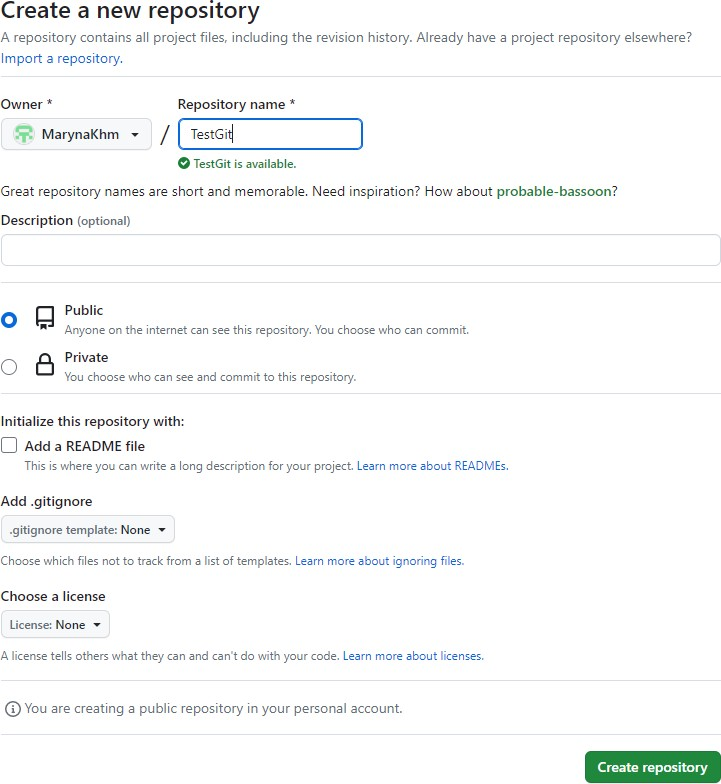 Create a new repository
A repository contains all project files, including the revision history. Already have a project repository elsewhere?
Import a repository.
Owner * Repository name *
MarynaKhm / TestGit
TestGit is available.
Great repository names are short and memorable. Need inspiration? How about probable-bassoon?
Description (optional)
Public
Anyone on the internet can see this repository. You choose who can commit.
Private
You choose who can see and commit to this repository.
Initialize this repository with:
Add a README file
This is where you can write a long description for your project. Learn more about READMEs.
Add .gitignore
.gitignore template: None
Choose which files not to track from a list of templates. Learn more about ignoring files.
Choose a license
License: None
A license tells others what they can and can't do with your code. Learn more about licenses.
You are creating a public repository in your personal account.
Create repository